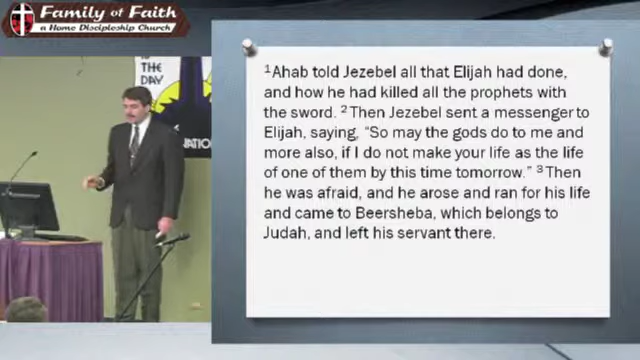 Family of Faith
a Home Discipleship Church
THE
DAY
NATION
¹Ahab told Jezebel all that Elijah had done,
and how he had killed all the prophets with
the sword. ²Then Jezebel sent a messenger to
Elijah, saying, “So may the gods do to me and
more also, if I do not make your life as the life
of one of them by this time tomorrow.” ³Then
he was afraid, and he arose and ran for his life
and came to Beersheba, which belongs to
Judah, and left his servant there.